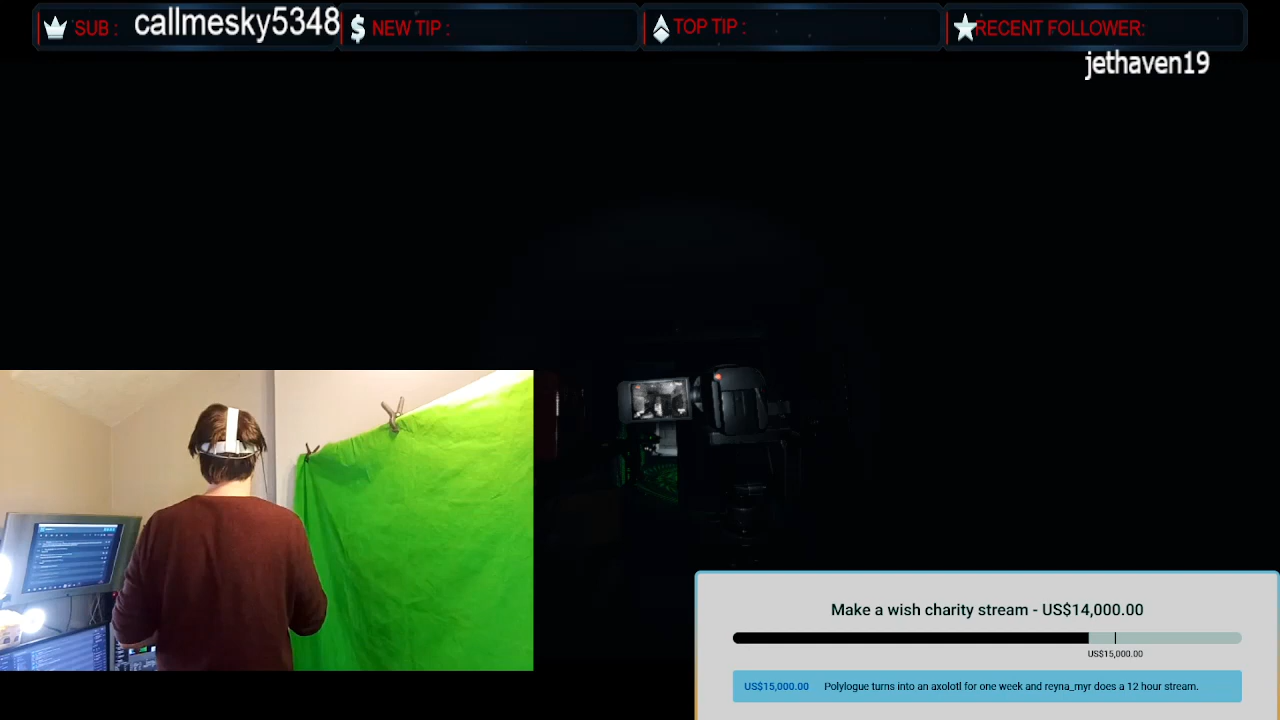 SUB : callmesky5348 NEW TIP : TOP TIP : RECENT FOLLOWER:
jethaven19
Make a wish charity stream - US$14,000.00
US$15,000.00
US$15,000.00 Polylogue turns into an axolotl for one week and reyna_myr does a 12 hour stream.